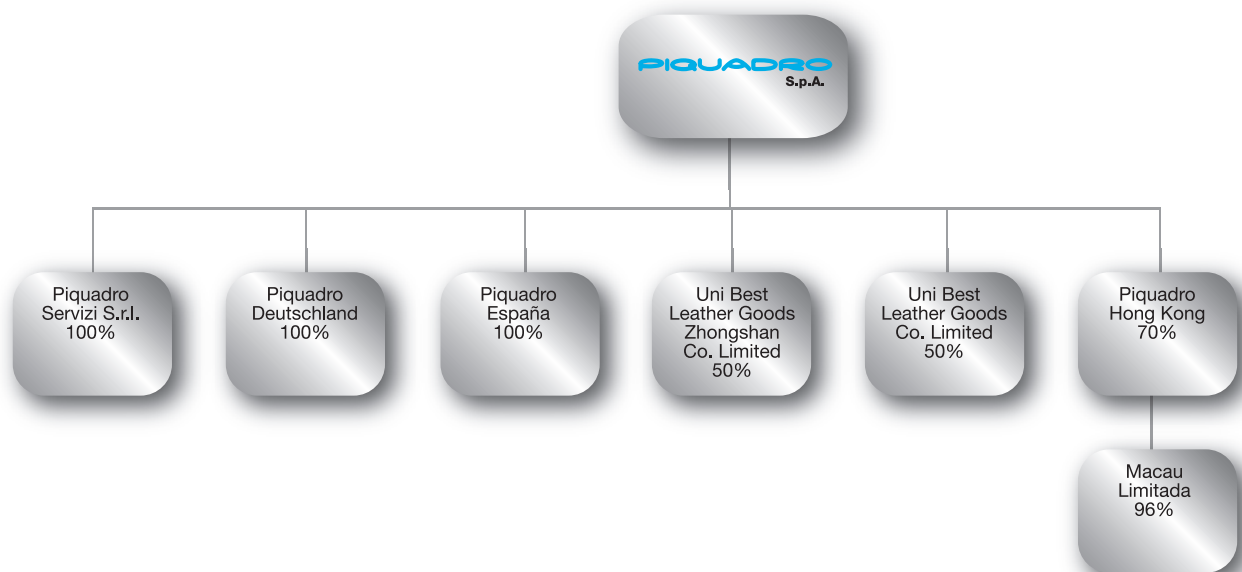 PIQUADRO
S.p.A.
Piquadro
Servizi S.r.l.
100%
Piquadro
Deutschland
100%
Piquadro
España
100%
Uni Best
Leather Goods
Zhongshan
Co. Limited
50%
Uni Best
Leather Goods
Co. Limited
50%
Piquadro
Hong Kong
70%
Macau
Limitada
96%